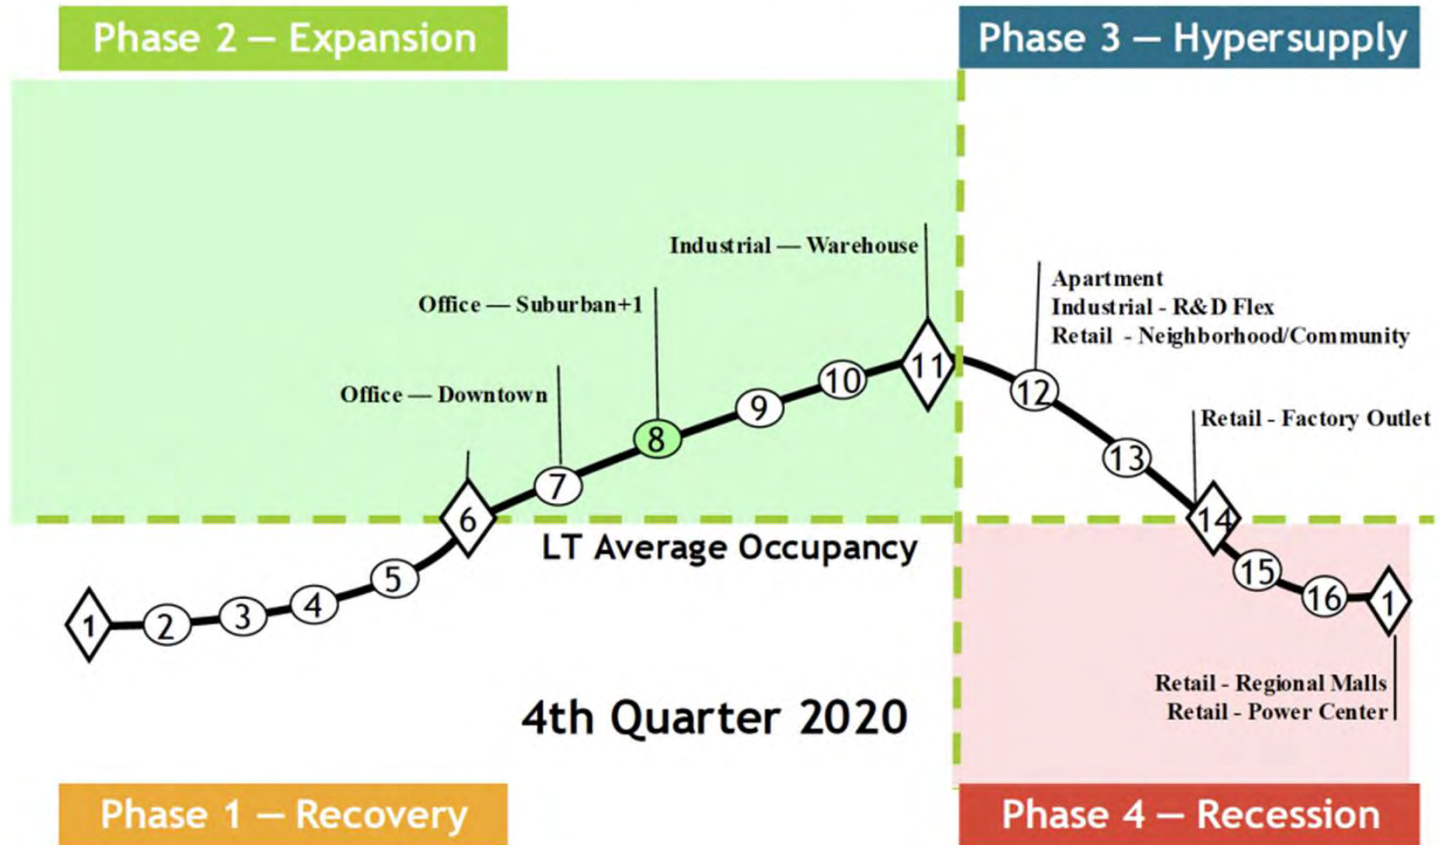 Phase 2 — Expansion
Phase 3 — Hypersupply
Industrial — Warehouse
Office — Suburban+1
Office — Downtown
Apartment
Industrial - R&D Flex
Retail - Neighborhood/Community
Retail - Factory Outlet
1
2
3
4
5
6
7
8
9
10
11
12
13
14
15
16
1
LT Average Occupancy
Retail - Regional Malls
Retail - Power Center
4th Quarter 2020
Phase 1 — Recovery
Phase 4 — Recession